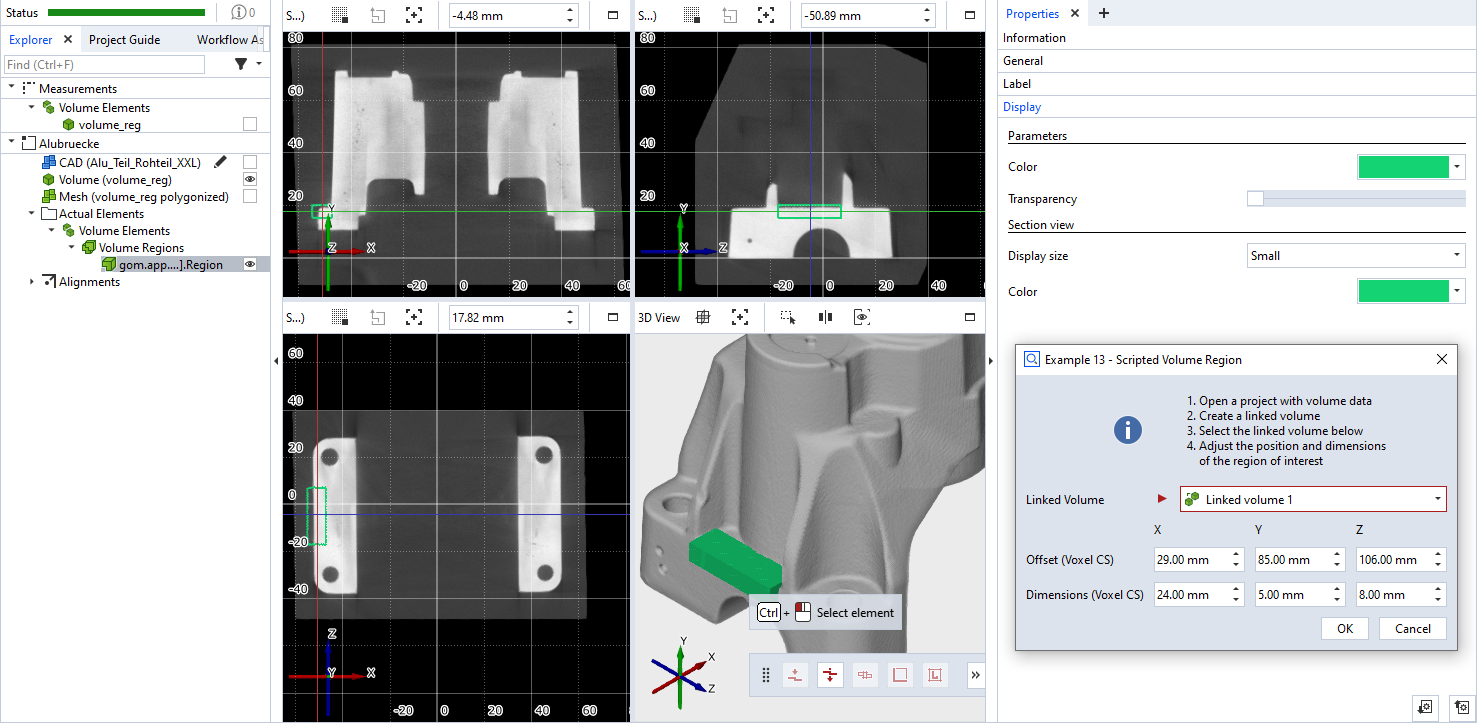 Status
0
Explorer
Project Guide
Workflow As
Find (Ctrl+F)
Measurements
Volume Elements
volume_reg
Alubruecke
CAD (Alu_Teil_Rohteil_XXL)
Volume (volume_reg)
Mesh (volume_reg polygonized)
Actual Elements
Volume Elements
Volume Regions
gom.app....].Region
Alignments
S...)
-4.48 mm
80
60
40
20
Y
Z
X
-20
0
20
40
60
S...)
-50.89 mm
80
60
40
20
Y
X
Z
-20
0
20
40
S...)
17.82 mm
60
40
20
0
-20
-40
Z
Y
X
-20
0
20
40
60
3D View
Ctrl + Select element
Y
X
Z
»
Properties
Information
General
Label
Display
Parameters
Color
Transparency
Section view
Display size
Small
Color
Example 13 - Scripted Volume Region
1. Open a project with volume data
2. Create a linked volume
3. Select the linked volume below
4. Adjust the position and dimensions
of the region of interest
Linked Volume
Linked volume 1
X Y Z
Offset (Voxel CS) 29.00 mm 85.00 mm 106.00 mm
Dimensions (Voxel CS) 24.00 mm 5.00 mm 8.00 mm
OK Cancel